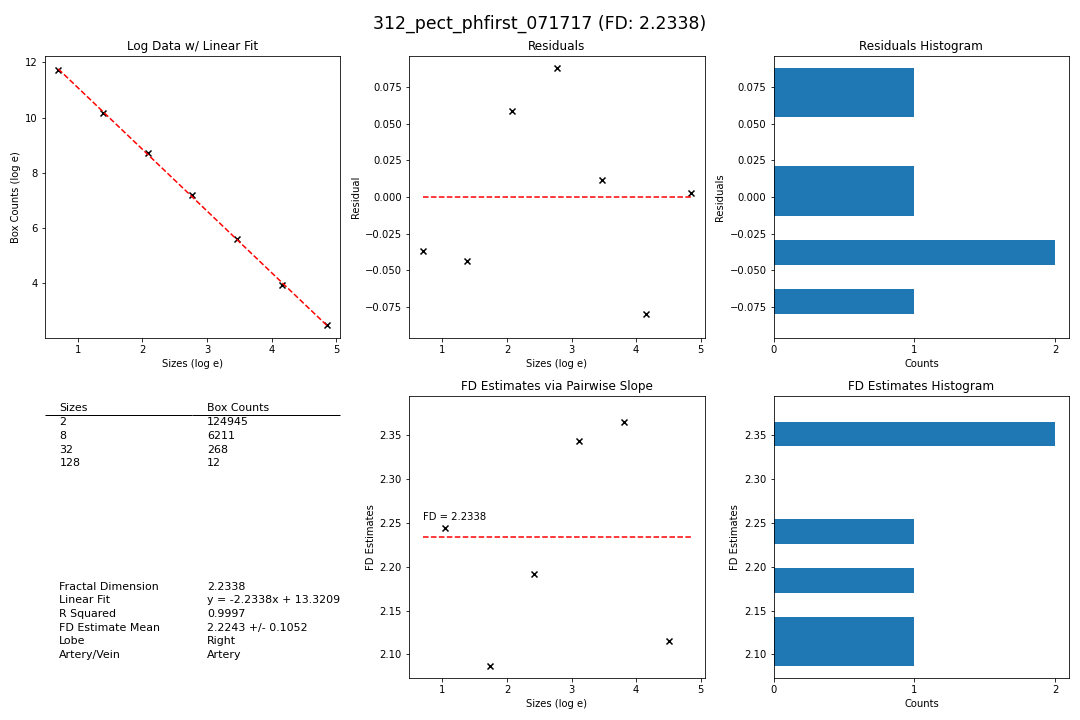 312_pect_phfirst_071717 (FD: 2.2338)
Log Data w/ Linear Fit
Box Counts (log e)
12
10
8
6
4
1 2 3 4 5
Sizes (log e)
Residuals
Residual
0.075
0.050
0.025
0.000
−0.025
−0.050
−0.075
1 2 3 4 5
Sizes (log e)
Residuals Histogram
Residuals
0.075
0.050
0.025
0.000
−0.025
−0.050
−0.075
0 1 2
Counts
Sizes Box Counts
2 124945
8 6211
32 268
128 12
Fractal Dimension 2.2338
Linear Fit y = -2.2338x + 13.3209
R Squared 0.9997
FD Estimate Mean 2.2243 +/- 0.1052
Lobe Right
Artery/Vein Artery
FD Estimates via Pairwise Slope
FD Estimates
2.35
2.30
2.25
2.20
2.15
2.10
FD = 2.2338
1 2 3 4 5
Sizes (log e)
FD Estimates Histogram
FD Estimates
2.35
2.30
2.25
2.20
2.15
2.10
0 1 2
Counts